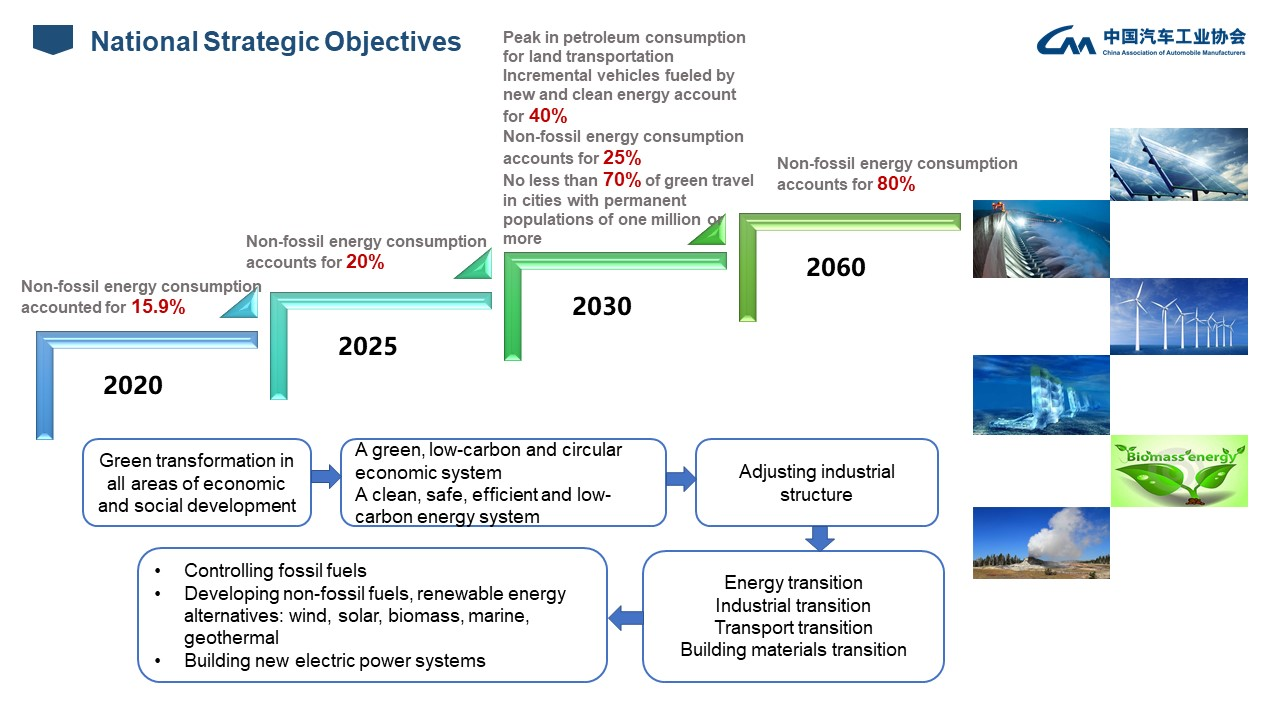 National Strategic Objectives
中国汽车工业协会
China Association of Automobile Manufacturers
Peak in petroleum consumption
for land transportation
Incremental vehicles fueled by
new and clean energy account
for 40%
Non-fossil energy consumption
accounts for 25%
No less than 70% of green travel
in cities with permanent
populations of one million or
more
Non-fossil energy consumption
accounts for 80%
Non-fossil energy consumption
accounts for 20%
Non-fossil energy consumption
accounted for 15.9%
2060
2030
2025
2020
Green transformation in
all areas of economic
and social development
A green, low-carbon and circular
economic system
A clean, safe, efficient and low-
carbon energy system
Adjusting industrial
structure
Energy transition
Industrial transition
Transport transition
Building materials transition
• Controlling fossil fuels
• Developing non-fossil fuels, renewable energy
alternatives: wind, solar, biomass, marine,
geothermal
• Building new electric power systems
Biomass energy